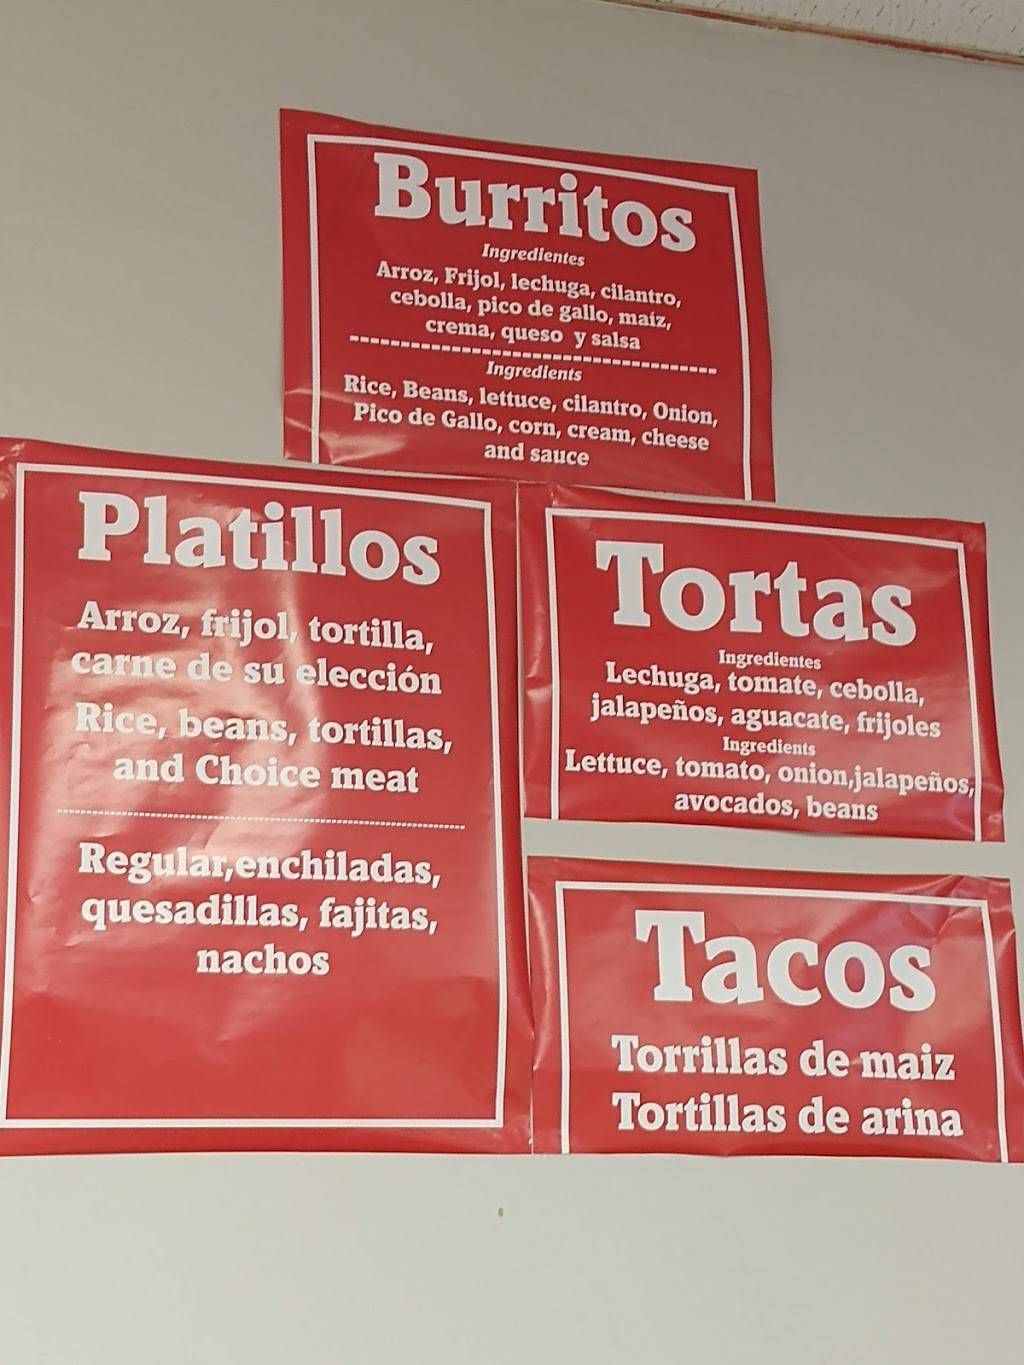 Burritos
Ingredientes
Arroz, Frijol, lechuga, cilantro,
cebolla, pico de gallo, maíz,
crema, queso y salsa
Ingredients
Rice, Beans, lettuce, cilantro, Onion,
Pico de Gallo, corn, cream, cheese
and sauce
Platillos
Arroz, frijol, tortilla,
carne de su elección
Rice, beans, tortillas,
and Choice meat
Regular,enchiladas,
quesadillas, fajitas,
nachos
Tortas
Ingredientes
Lechuga, tomate, cebolla,
jalapeños, aguacate, frijoles
Ingredients
Lettuce, tomato, onion,jalapeños,
avocados, beans
Tacos
Torrillas de maiz
Tortillas de arina